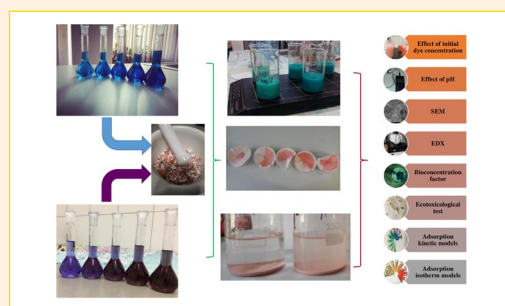 Effect of initial
dye concentration
Effect of pH
SEM
EDX
Bioconcentration
factor
Ecotoxicological
test
Adsorption
kinetic models
Adsorption
isotherm models